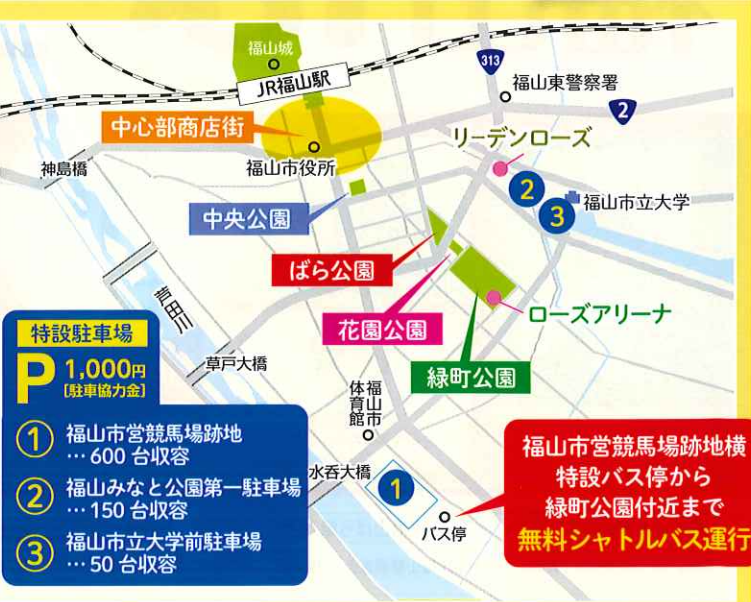 福山城
JR福山駅
313
福山東警察署
2
中心部商店街
リーデンローズ
神島橋
福山市役所
2
3
福山市立大学
中央公園
ばら公園
芦田川
花園公園
ローズアリーナ
特設駐車場
P 1,000円
[駐車協力金]
草戸大橋
緑町公園
福山市
体育館
① 福山市営競馬場跡地
…600台収容
② 福山みなと公園第一駐車場
…150台収容
③ 福山市立大学前駐車場
…50台収容
水呑大橋
1
バス停
福山市営競馬場跡地横
特設バス停から
緑町公園付近まで
無料シャトルバス運行